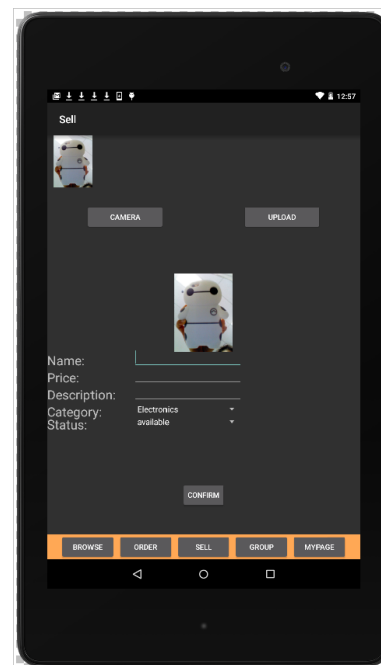 12:57
Sell
CAMERA UPLOAD
Name:
Price:
Description:
Category: Electronics
Status: available
CONFIRM
BROWSE ORDER SELL GROUP MYPAGE